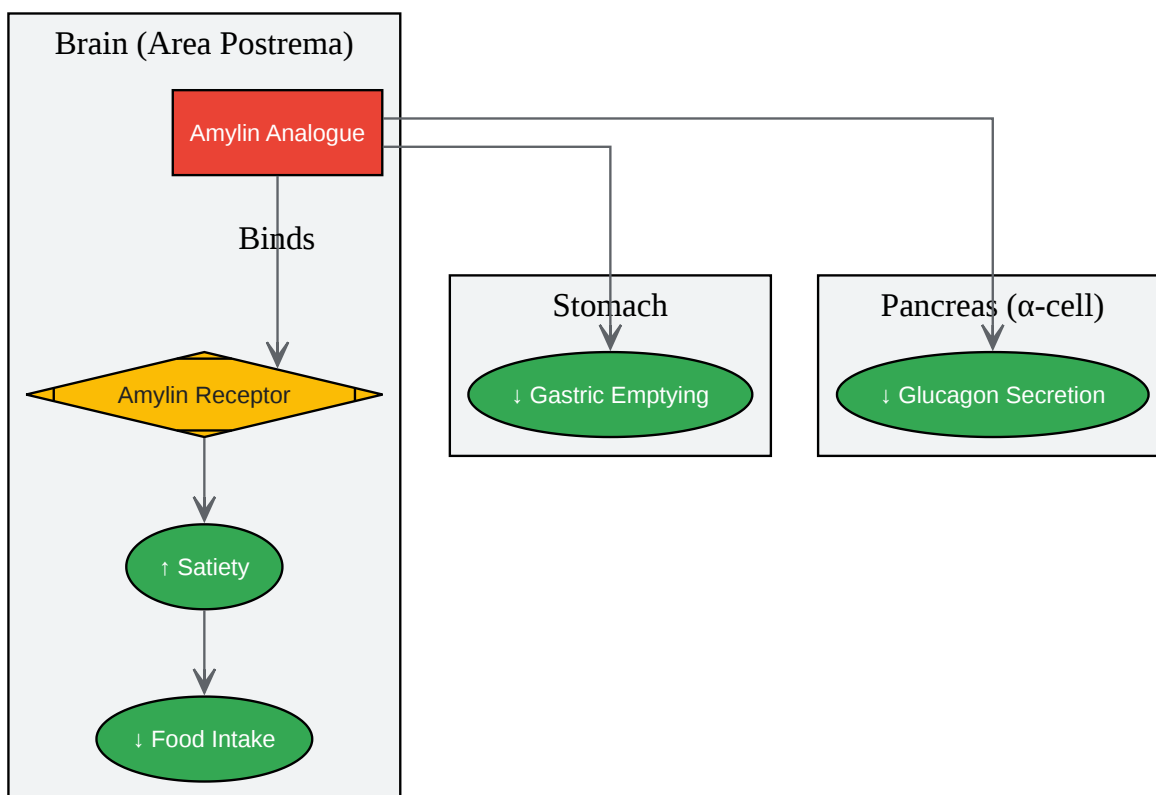 Brain (Area Postrema)
Amylin Analogue
Binds
Stomach
Pancreas (α-cell)
Amylin Receptor
↓ Gastric Emptying
↓ Glucagon Secretion
↑ Satiety
↓ Food Intake